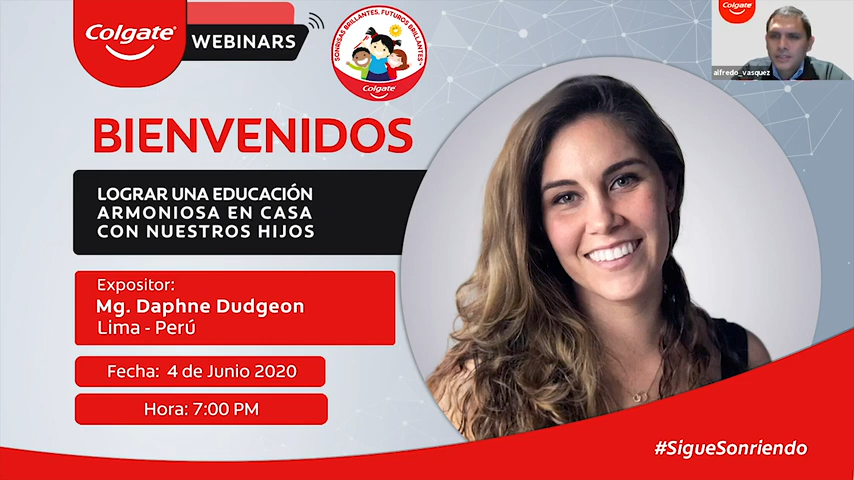 Colgate®
WEBINARS
SONRISAS BRILLANTES, FUTUROS BRILLANTES
Colgate
Colgate
alfredo_vasquez
BIENVENIDOS
LOGRAR UNA EDUCACIÓN
ARMONIOSA EN CASA
CON NUESTROS HIJOS
Expositor:
Mg. Daphne Dudgeon
Lima - Perú
Fecha: 4 de Junio 2020
Hora: 7:00 PM
#SigueSonriendo